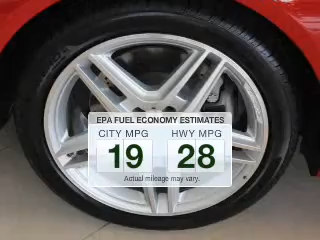 EPA FUEL ECONOMY ESTIMATES
CITY MPG HWY MPG
19 28
Actual mileage may vary.